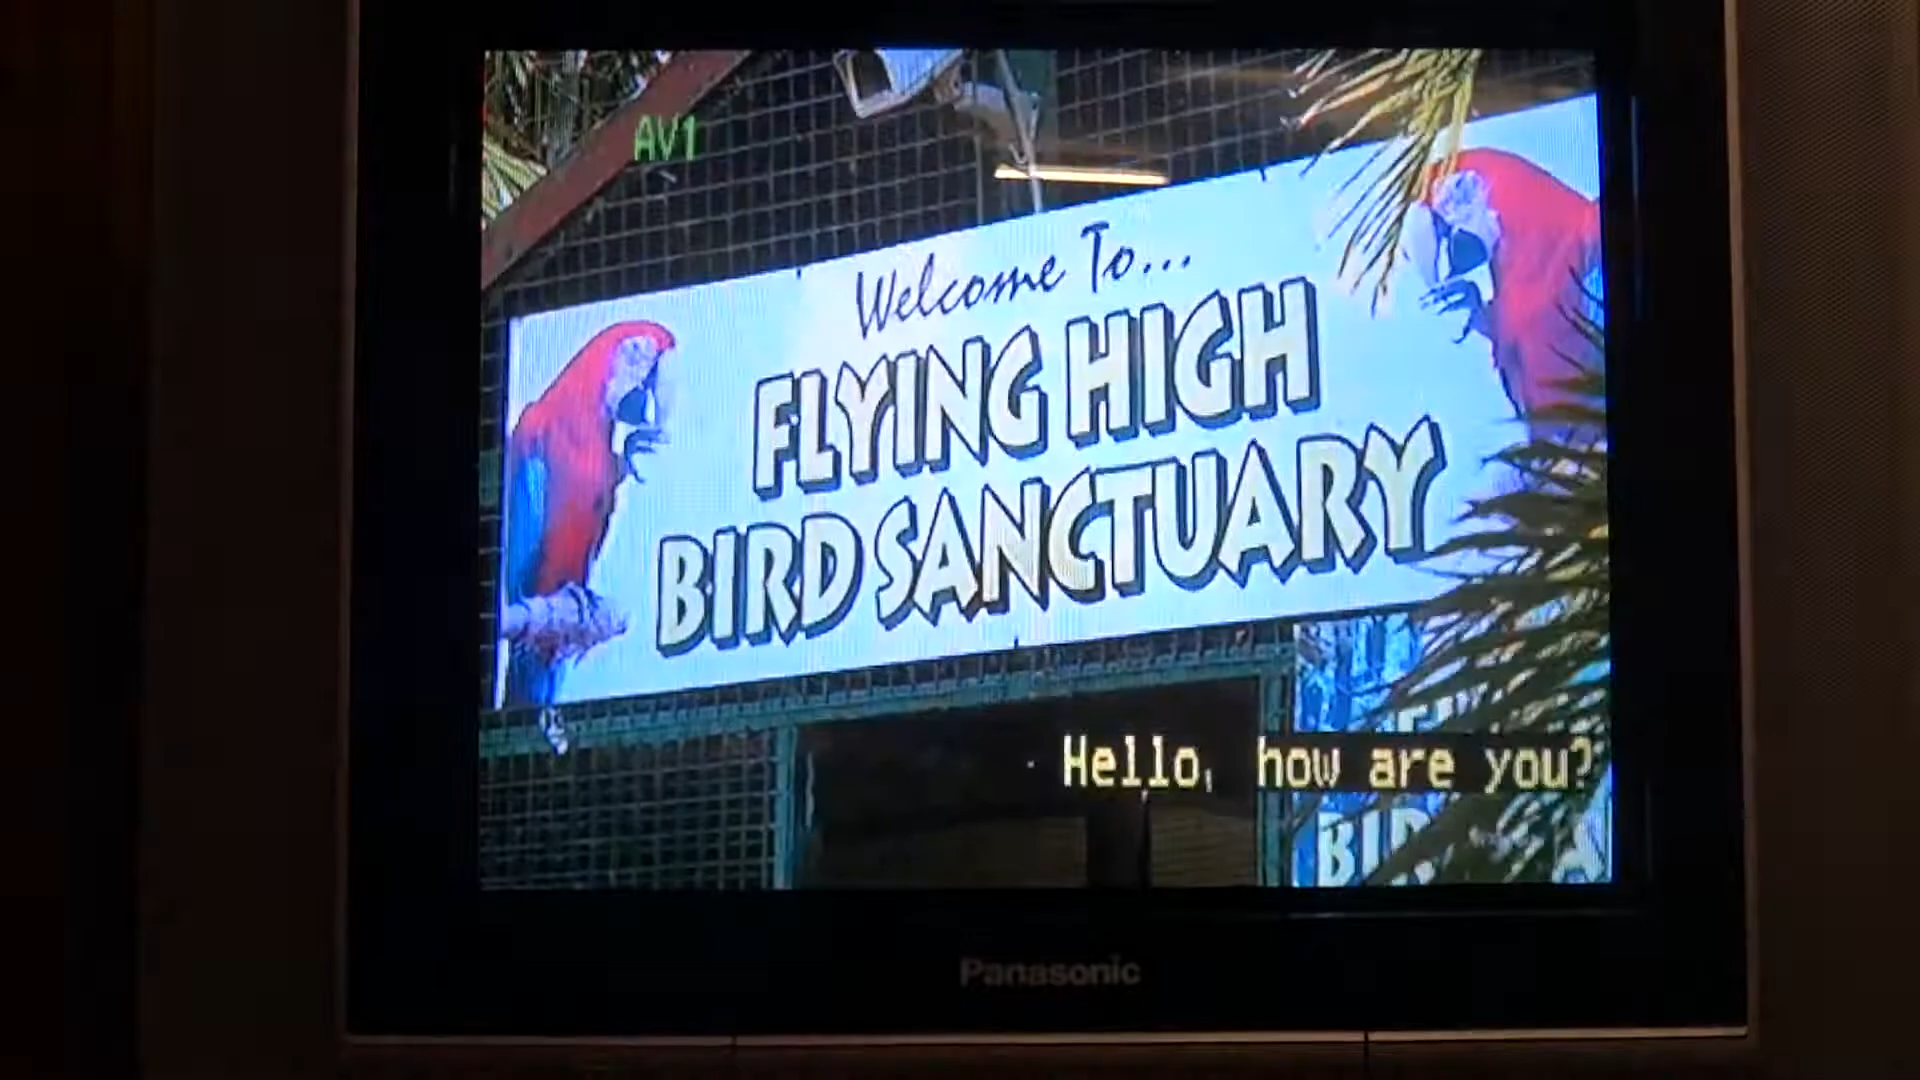 AV1
Welcome To...
FLYING HIGH
BIRD SANCTUARY
Hello, how are you?
Panasonic